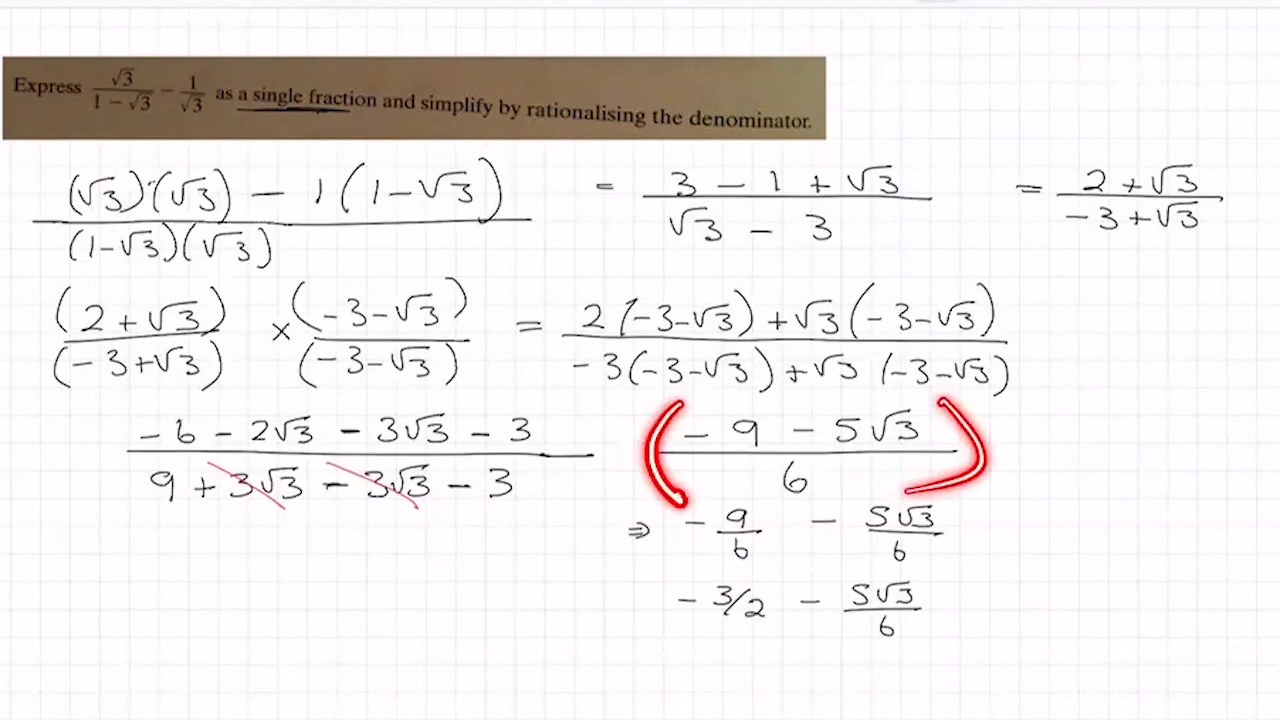 Express √3/(1 − √3) − 1/√3 as a single fraction and simplify by rationalising the denominator.
((√3)(√3) − 1(1−√3))/((1−√3)(√3)) = (3 − 1 + √3)/(√3 − 3) = (2 + √3)/(−3 + √3)
(2 + √3)/(−3 + √3) × (−3 − √3)/(−3 − √3) = (2(−3−√3) + √3(−3−√3))/(−3(−3−√3) + √3(−3−√3))
(−6 − 2√3 − 3√3 − 3)/(9 + 3√3 − 3√3 − 3) (−9 − 5√3)/6
⇒ −9/6 − 5√3/6
−3/2 − 5√3/6